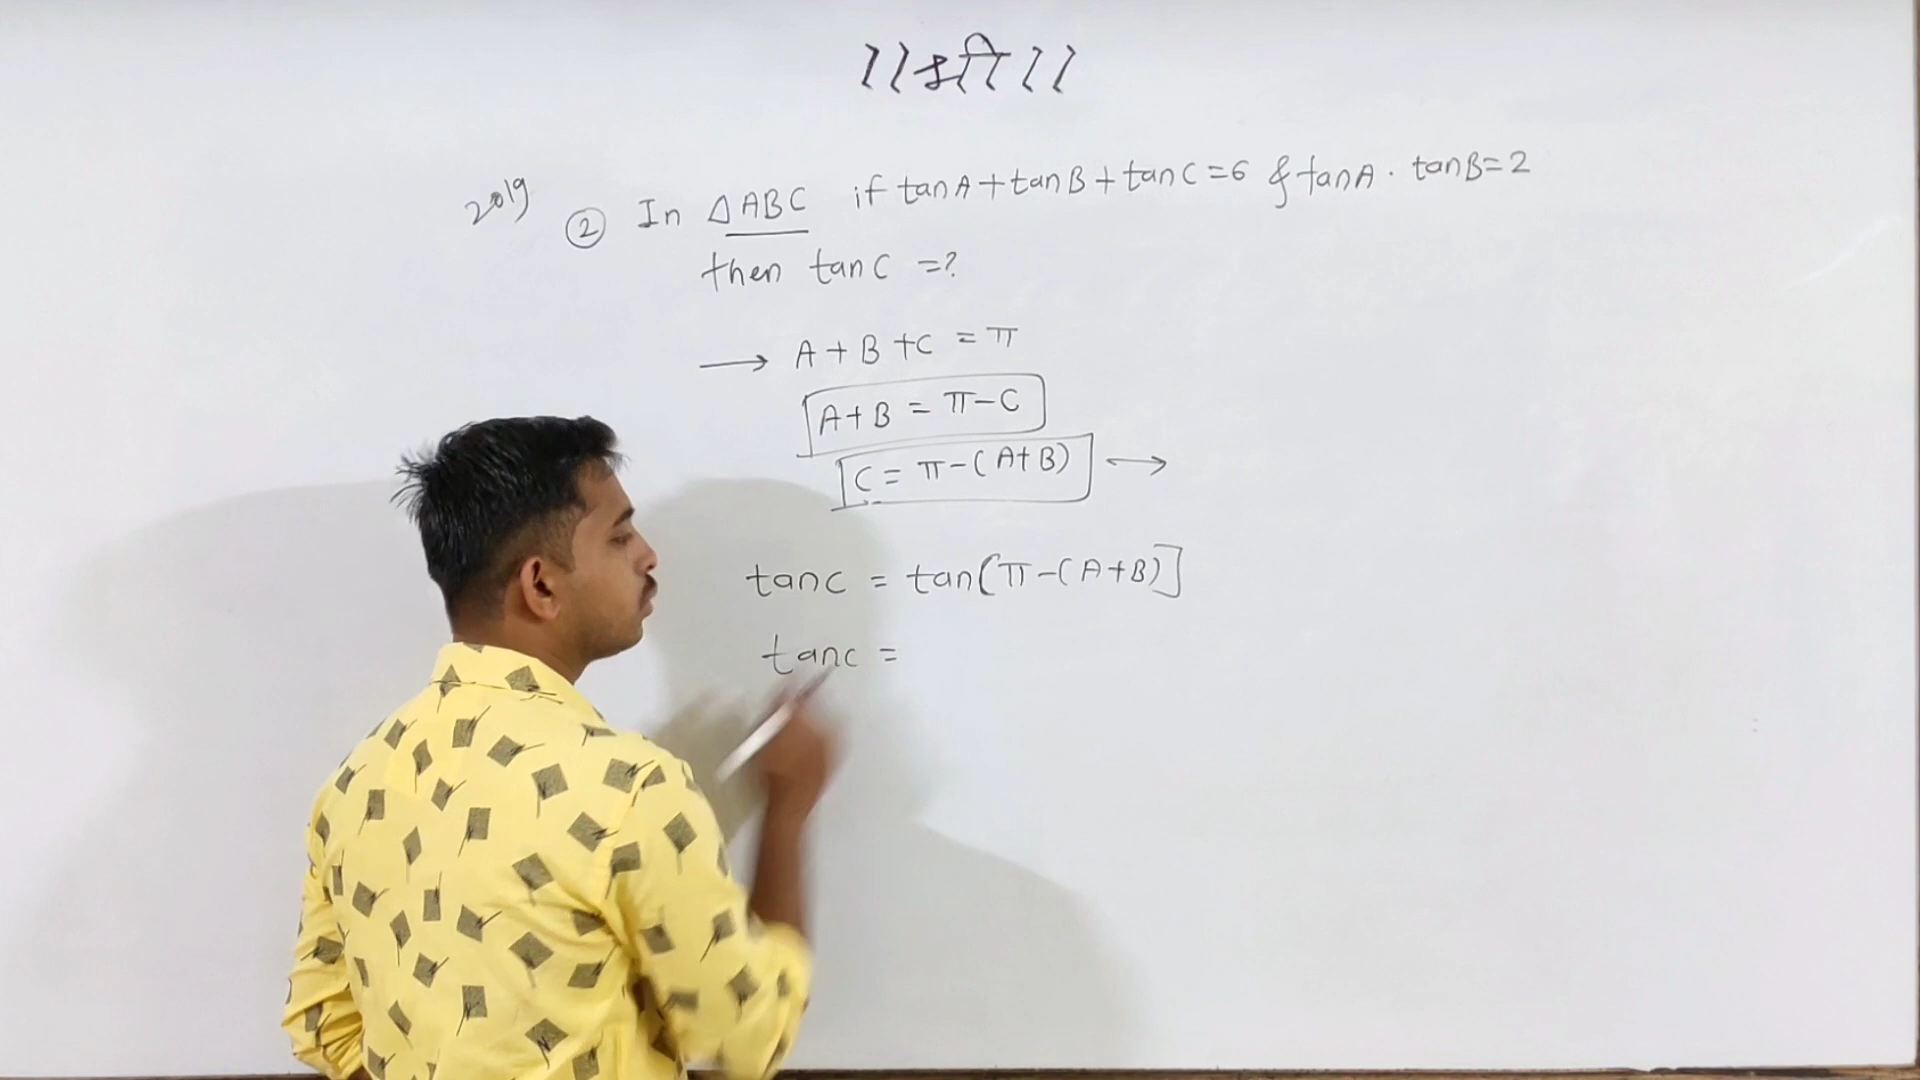 ।।श्री।।
2019
② In △ABC if tanA+tanB+tanC=6 & tanA · tanB=2
then tanC =?
→ A+B+C = π
A+B = π-C
C = π-(A+B) →
tanc = tan(π-(A+B)]
tanc =